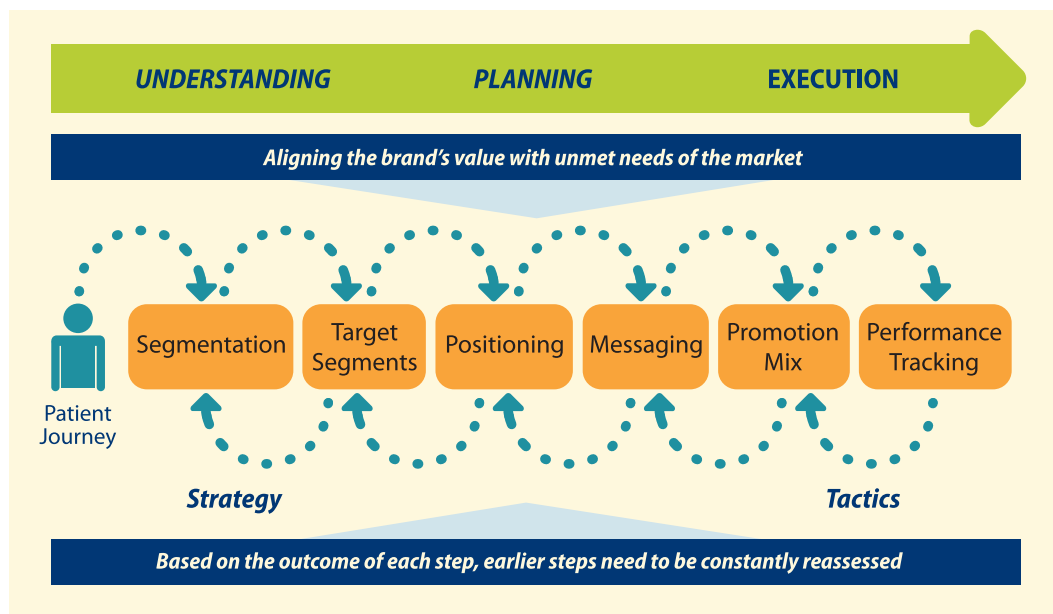 UNDERSTANDING PLANNING EXECUTION
Aligning the brand’s value with unmet needs of the market
Segmentation
Target
Segments
Positioning
Messaging
Promotion
Mix
Performance
Tracking
Patient
Journey
Strategy
Tactics
Based on the outcome of each step, earlier steps need to be constantly reassessed